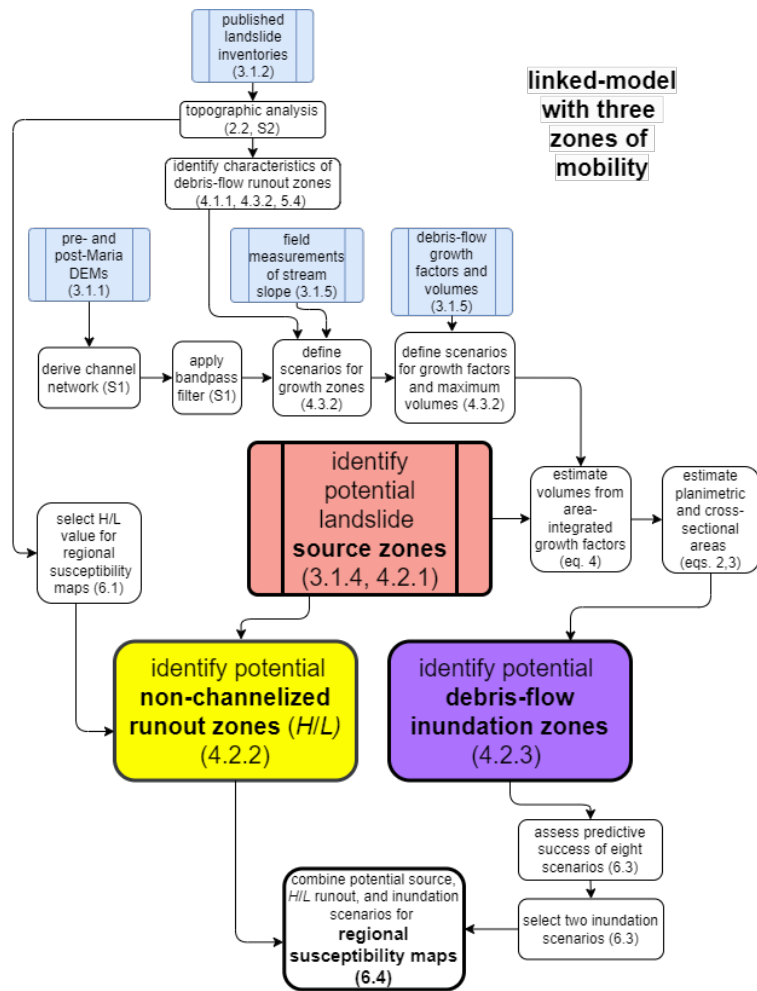 published
landslide
inventories
(3.1.2)
linked-model
with three
zones of
mobility
topographic analysis
(2.2, S2)
identify characteristics of
debris-flow runout zones
(4.1.1, 4.3.2, 5.4)
pre- and
post-Maria
DEMs
(3.1.1)
field
measurements
of stream
slope (3.1.5)
debris-flow
growth
factors and
volumes
(3.1.5)
derive channel
network (S1)
apply
bandpass
filter (S1)
define
scenarios for
growth zones
(4.3.2)
define scenarios
for growth factors
and maximum
volumes (4.3.2)
identify
potential
landslide
source zones
(3.1.4, 4.2.1)
estimate
volumes from
area-
integrated
growth factors
(eq. 4)
estimate
planimetric
and cross-
sectional
areas
(eqs. 2,3)
select H/L
value for
regional
susceptibility
maps (6.1)
identify potential
non-channelized
runout zones (H/L)
(4.2.2)
identify potential
debris-flow
inundation zones
(4.2.3)
assess predictive
success of eight
scenarios (6.3)
select two inundation
scenarios (6.3)
combine potential source,
H/L runout, and inundation
scenarios for
regional
susceptibility maps
(6.4)